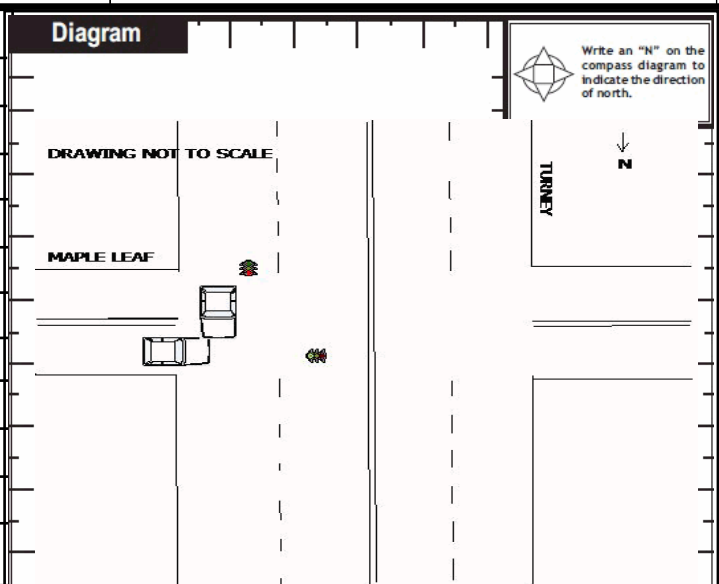 Diagram
Write an "N" on the
compass diagram to
indicate the direction
of north.
DRAWING NOT TO SCALE
TURNEY
N
MAPLE LEAF